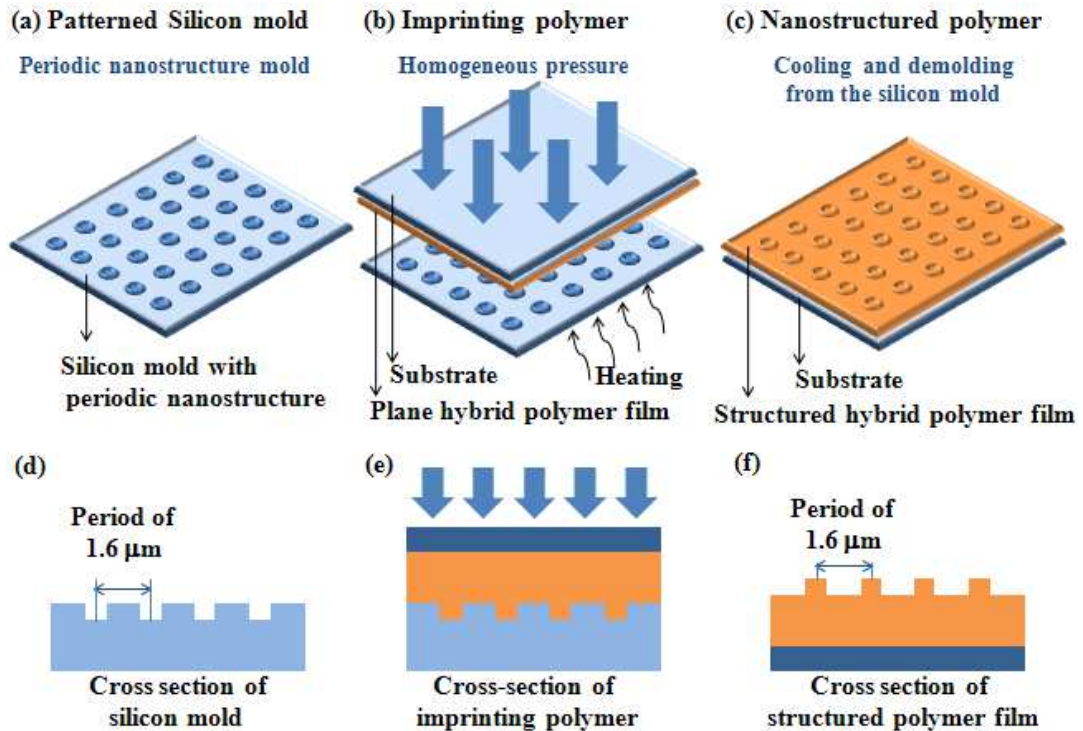 (a) Patterned Silicon mold
Periodic nanostructure mold
Silicon mold with
periodic nanostructure
(b) Imprinting polymer
Homogeneous pressure
Substrate
Heating
Plane hybrid polymer film
(c) Nanostructured polymer
Cooling and demolding
from the silicon mold
Substrate
Structured hybrid polymer film
(d)
Period of
1.6 μm
Cross section of
silicon mold
(e)
Cross-section of
imprinting polymer
(f)
Period of
1.6 μm
Cross section of
structured polymer film